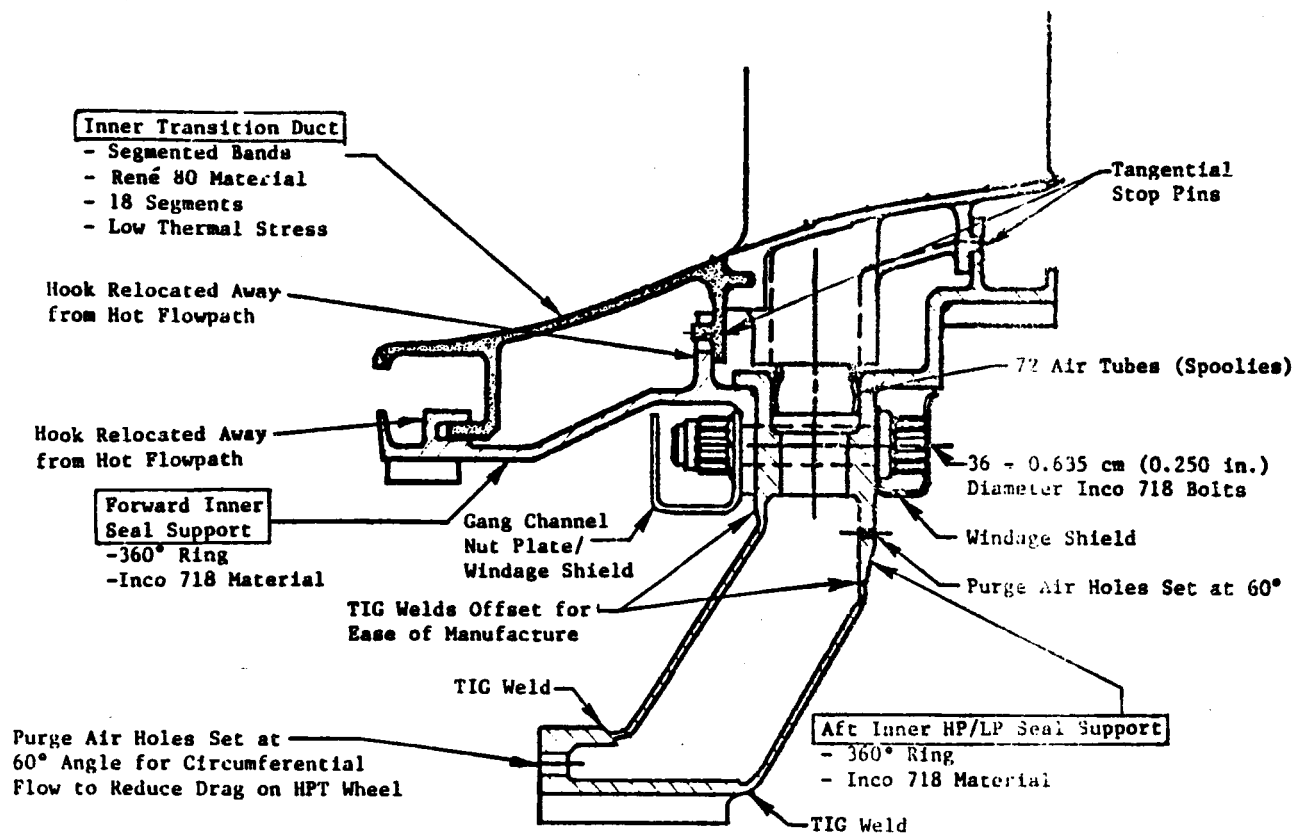 Inner Transition Duct
- Segmented Bands
- René 80 Material
- 18 Segments
- Low Thermal Stress
Tangential
Stop Pins
Hook Relocated Away
from Hot Flowpath
72 Air Tubes (Spoolies)
Hook Relocated Away
from Hot Flowpath
36 - 0.635 cm (0.250 in.)
Diameter Inco 718 Bolts
Forward Inner
Seal Support
-360° Ring
-Inco 718 Material
Gang Channel
Nut Plate/
Windage Shield
Windage Shield
Purge Air Holes Set at 60°
TIG Welds Offset for
Ease of Manufacture
TIG Weld
Purge Air Holes Set at
60° Angle for Circumferential
Flow to Reduce Drag on HPT Wheel
Aft Inner HP/LP Seal Support
- 360° Ring
- Inco 718 Material
TIG Weld